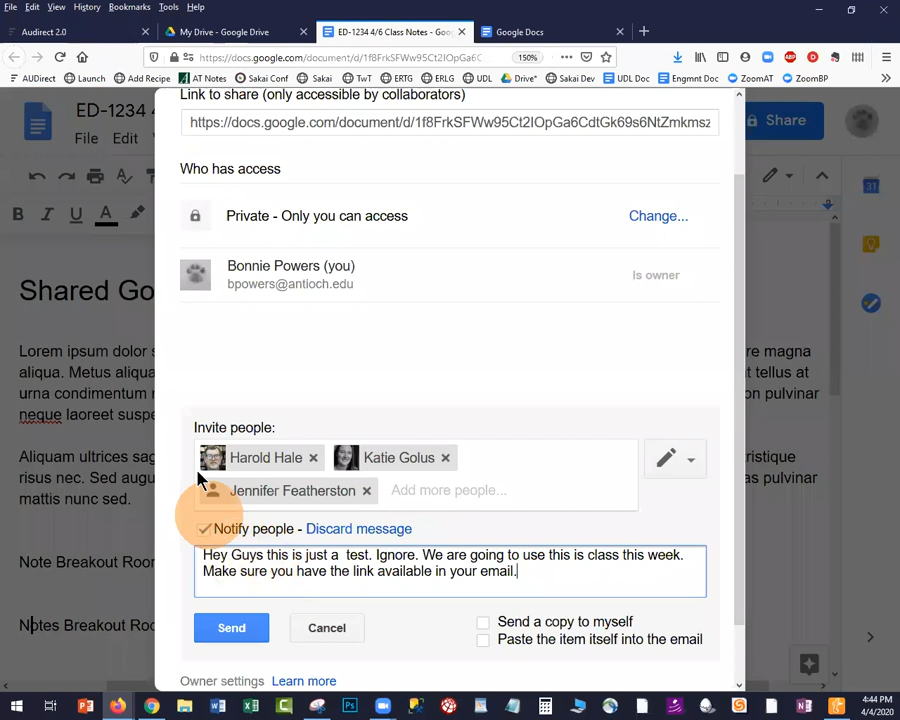 File Edit View History Bookmarks Tools Help
Audirect 2.0
My Drive - Google Drive
ED-1234 4/6 Class Notes - Goo
Google Docs
https://docs.google.com/document/d/1f8FrkSFWw95Ct2IOpGa6C
150%
AUDirect Launch Add Recipe AT Notes Sakai Conf Sakai TwT ERTG ERLG UDL Drive* Sakai Dev UDL Doc Engmnt Doc ZoomAT ZoomBP
ED-1234 4
File Edit
Share
Link to share (only accessible by collaborators)
https://docs.google.com/document/d/1f8FrkSFWw95Ct2IOpGa6CdtGk69s6NtZmkmsz
Who has access
Private - Only you can access
Change...
B I U A
31
Bonnie Powers (you)
bpowers@antioch.edu
Is owner
Shared Go
Lorem ipsum dolor s
re magna
aliqua. Metus aliqua
t tellus at
urna condimentum r
on pulvinar
neque laoreet suspe
Invite people:
Harold Hale
Katie Golus
Jennifer Featherston
Add more people...
Aliquam ultrices sag
ristique
risus nec. Sed augu
pulvinar
mattis nunc sed.
Notify people - Discard message
Hey Guys this is just a test. Ignore. We are going to use this is class this week.
Make sure you have the link available in your email.
Note Breakout Roor
Notes Breakout Roo
Send
Cancel
Send a copy to myself
Paste the item itself into the email
Owner settings Learn more
4:44 PM
4/4/2020